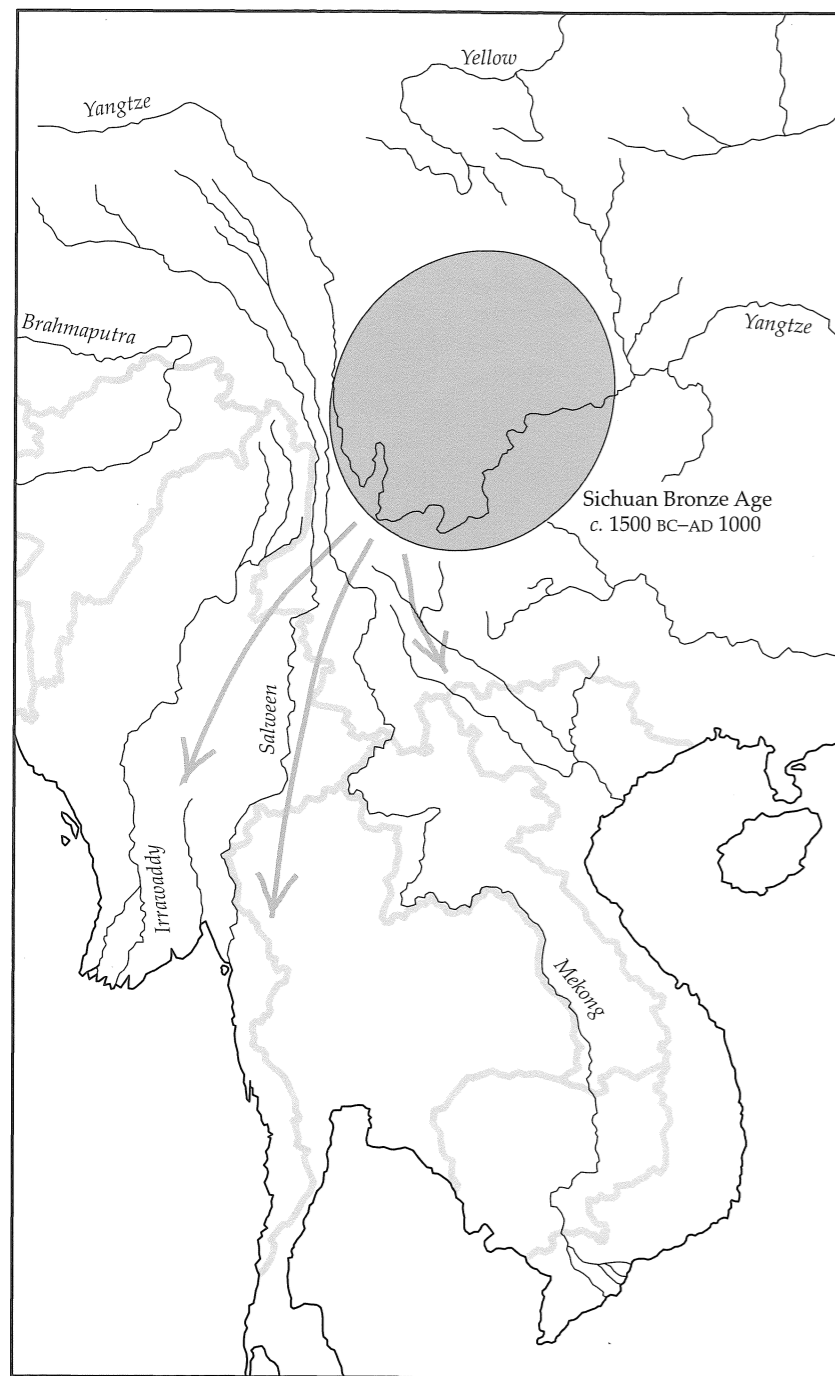 Yellow
Yangtze
Brahmaputra
Yangtze
Sichuan Bronze Age
c. 1500 BC–AD 1000
Salween
Irrawaddy
Mekong